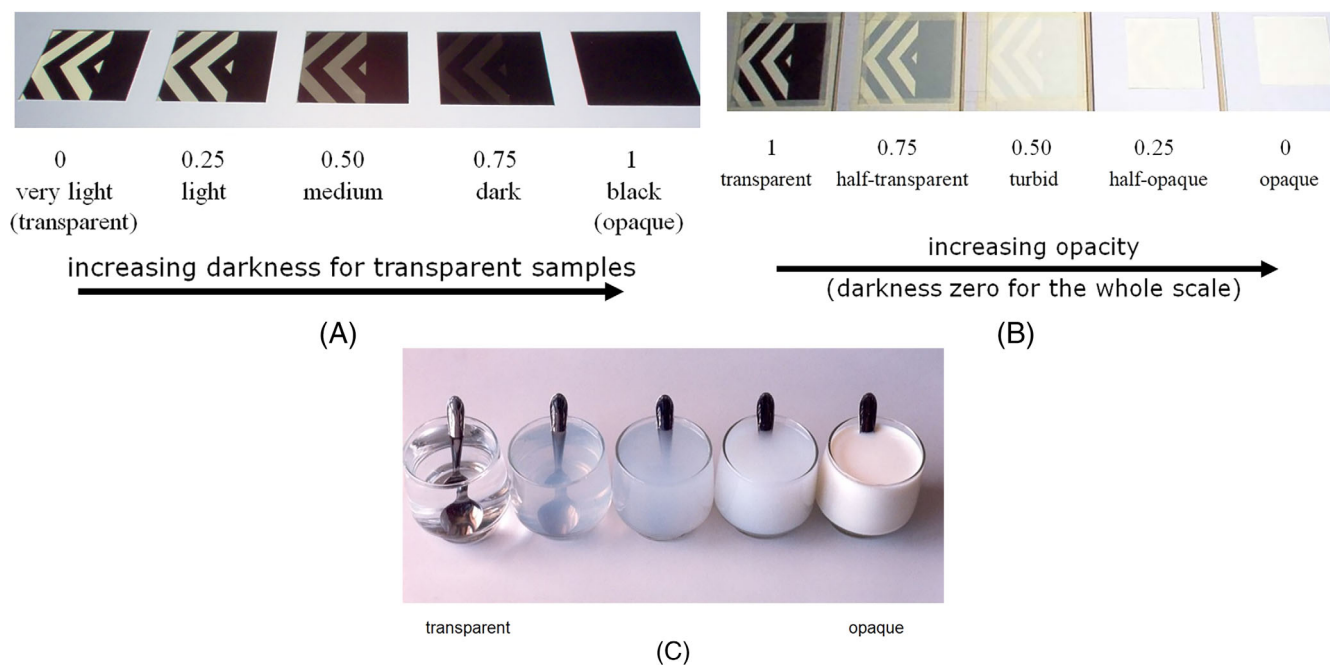 0 0.25 0.50 0.75 1
very light light medium dark black
(transparent) (opaque)
increasing darkness for transparent samples
(A)
1 0.75 0.50 0.25 0
transparent half-transparent turbid half-opaque opaque
increasing opacity
(darkness zero for the whole scale)
(B)
transparent opaque
(C)